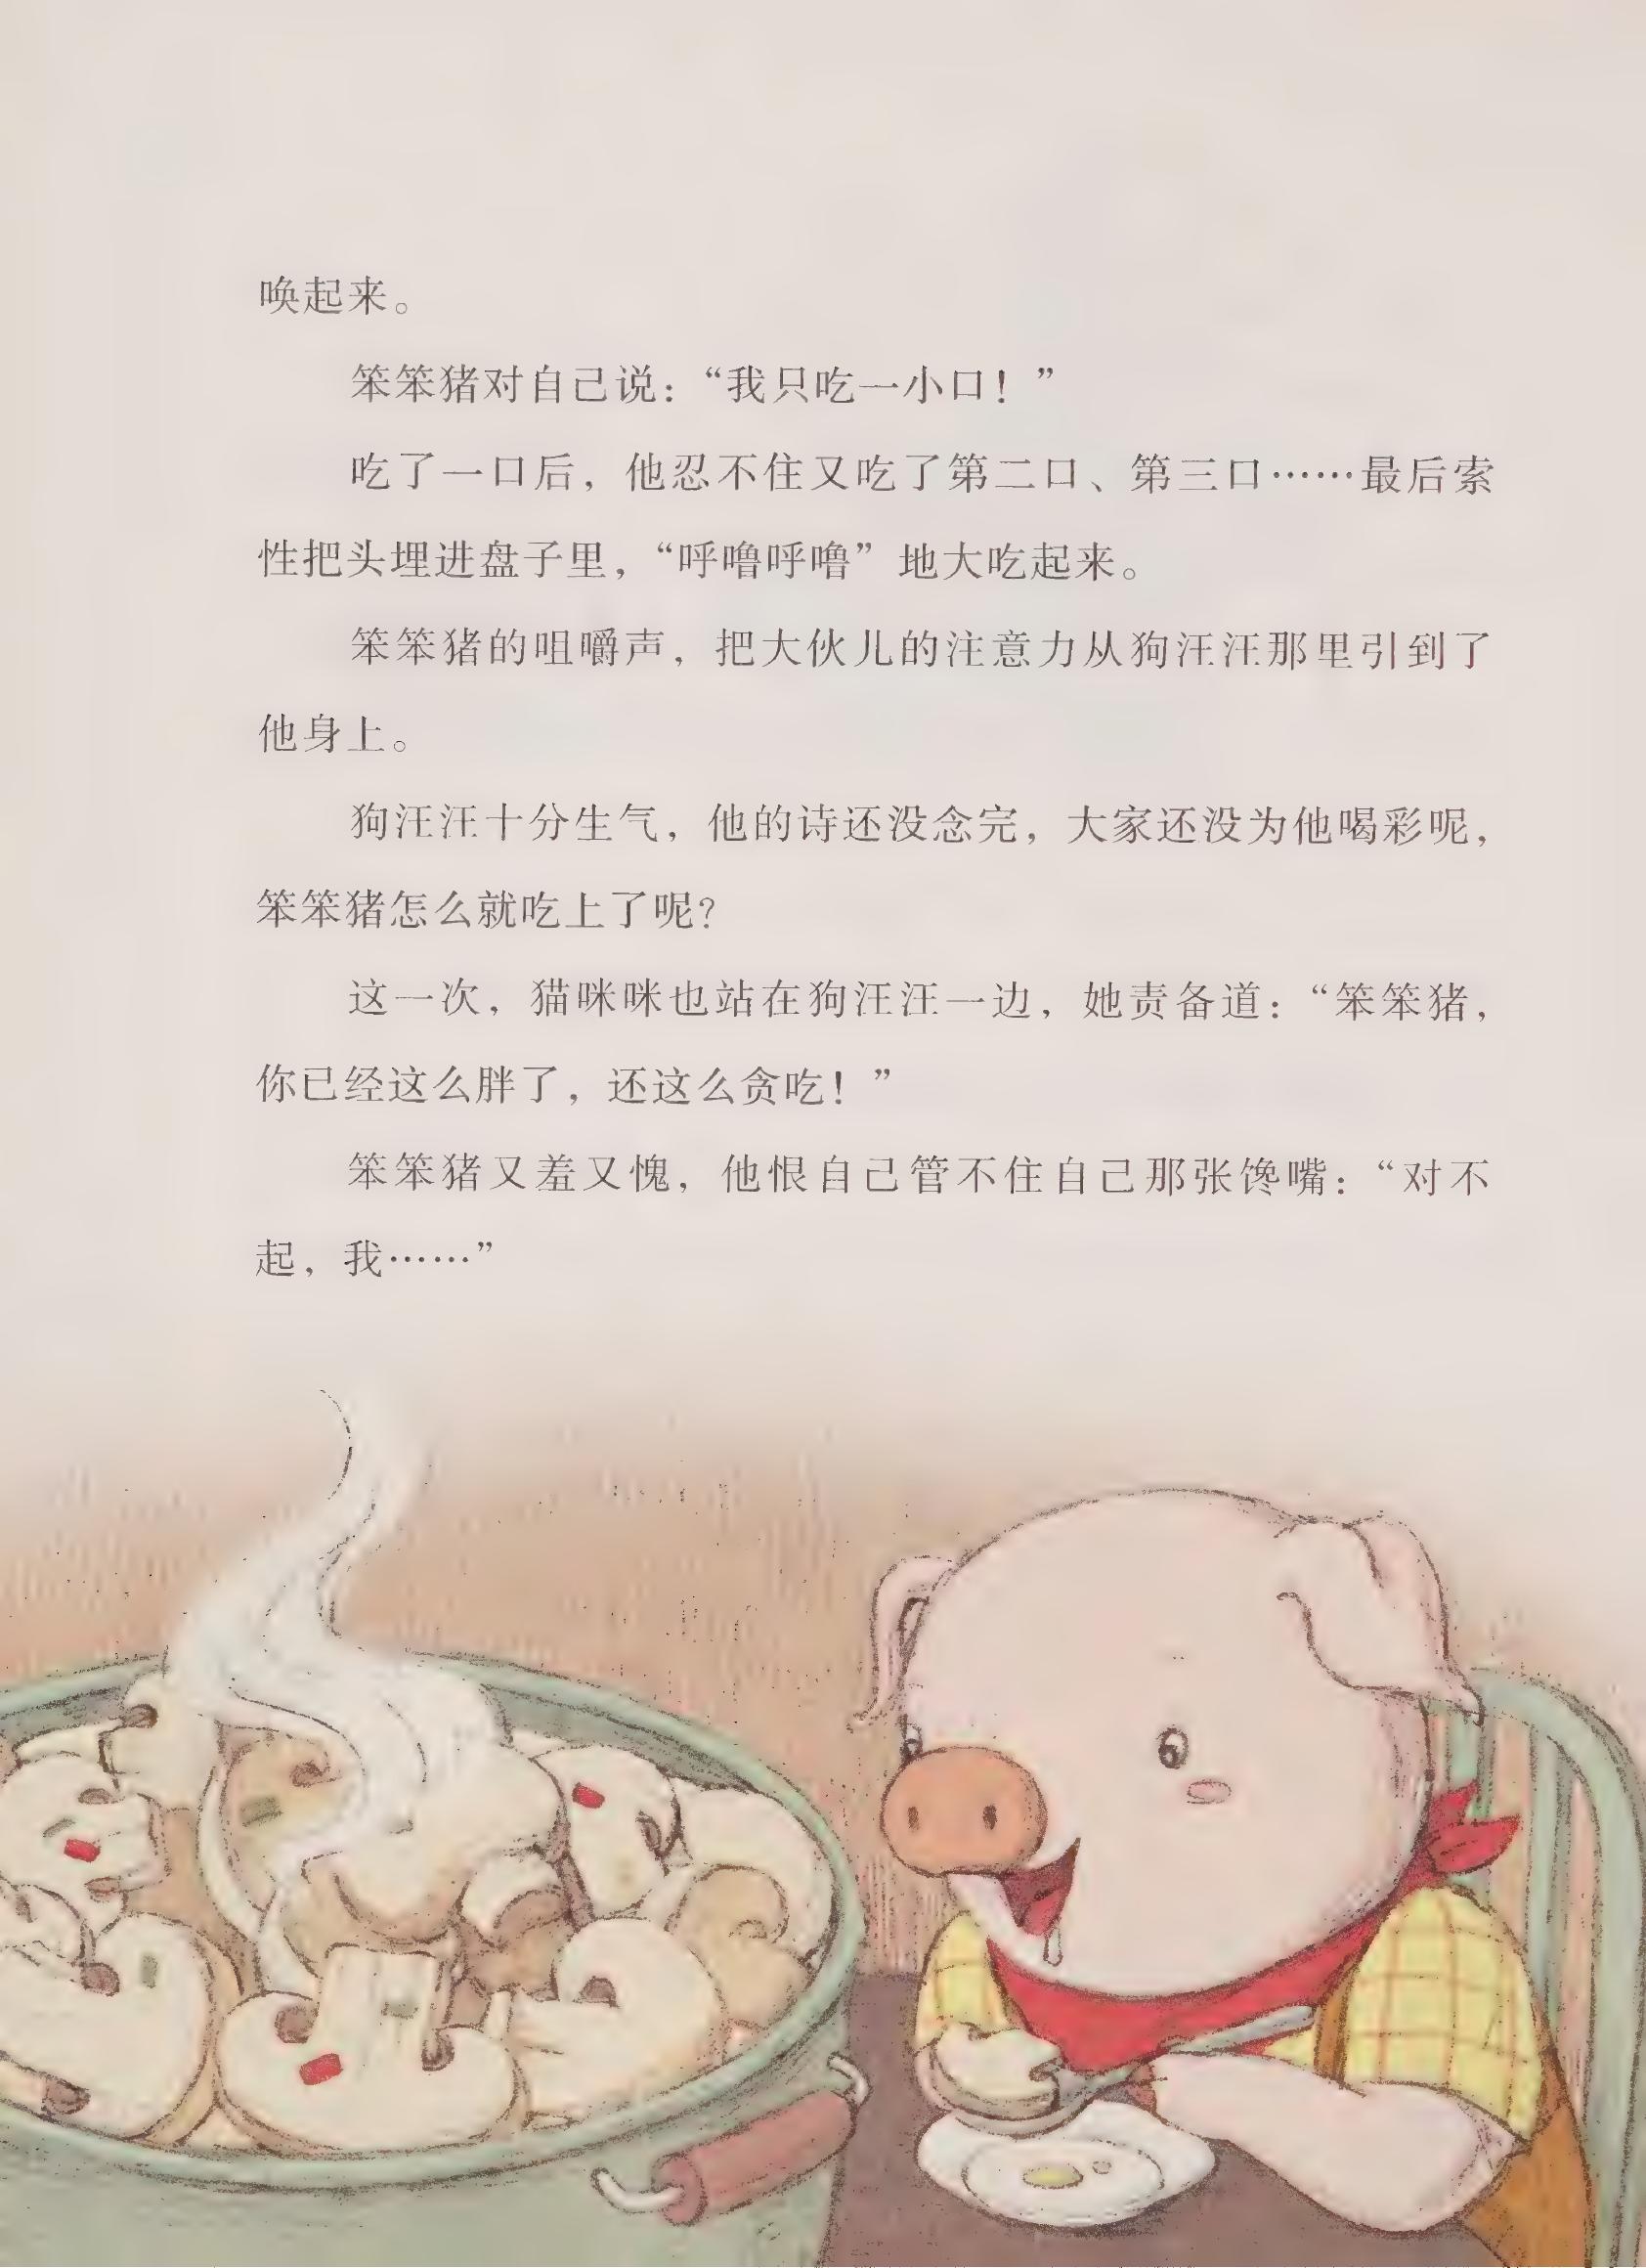 唤起来。
笨笨猪对自己说：“我只吃一小口！”
吃了一口后，他忍不住又吃了第二口、第三口……最后索
性把头埋进盘子里，“呼噜呼噜”地大吃起来。
笨笨猪的咀嚼声，把大伙儿的注意力从狗汪汪那里引到了
他身上。
狗汪汪十分生气，他的诗还没念完，大家还没为他喝彩呢，
笨笨猪怎么就吃上了呢？
这一次，猫咪咪也站在狗汪汪一边，她责备道：“笨笨猪，
你已经这么胖了，还这么贪吃！”
笨笨猪又羞又愧，他恨自己管不住自己那张馋嘴：“对不
起，我……”